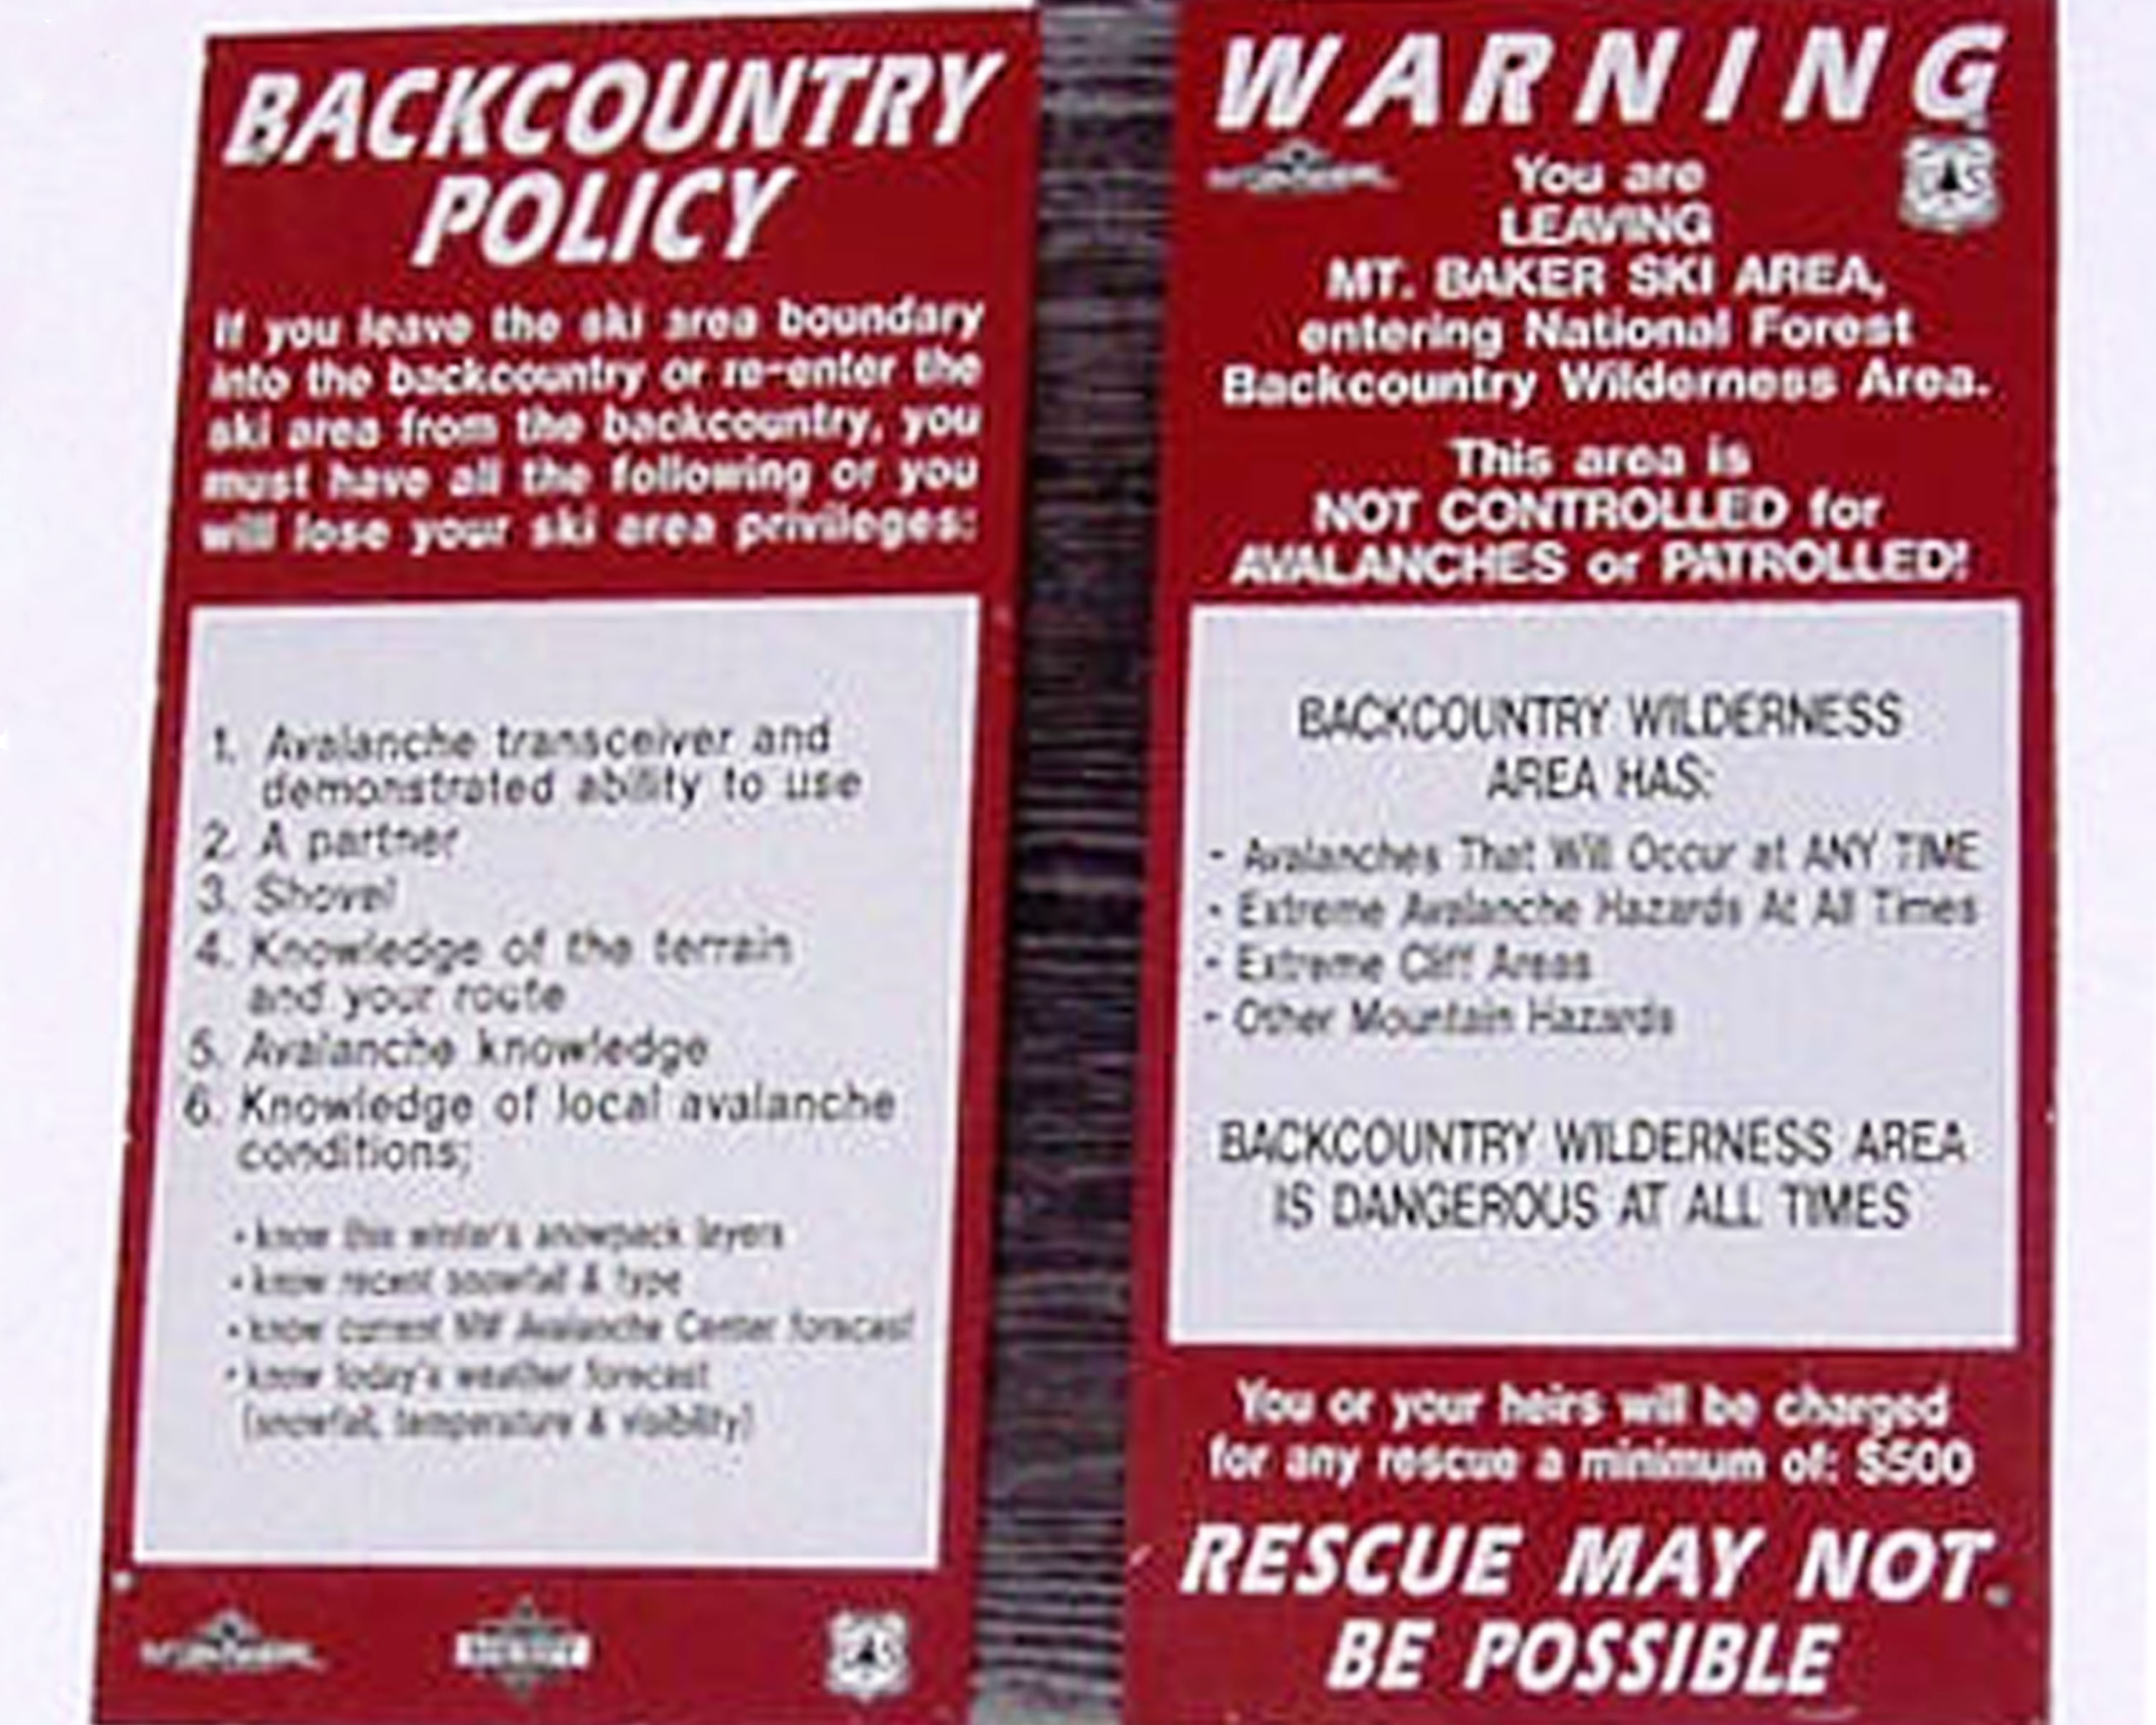 BACKCOUNTRY
POLICY
If you leave the ski area boundary
into the backcountry or re-enter the
ski area from the backcountry, you
must have all the following or you
will lose your ski area privileges:
1. Avalanche transceiver and
demonstrated ability to use
2. A partner
3. Shovel
4. Knowledge of the terrain
and your route
5. Avalanche knowledge
6. Knowledge of local avalanche
conditions;
• know this winter's snowpack layers
• know recent snowfall & type
• know current NW Avalanche Center forecast
• know today's weather forecast
(snowfall, temperature & visibility)
WARNING
You are
LEAVING
MT. BAKER SKI AREA,
entering National Forest
Backcountry Wilderness Area.
This area is
NOT CONTROLLED for
AVALANCHES or PATROLLED!
BACKCOUNTRY WILDERNESS
AREA HAS:
- Avalanches That Will Occur at ANY TIME
- Extreme Avalanche Hazards At All Times
- Extreme Cliff Areas
- Other Mountain Hazards
BACKCOUNTRY WILDERNESS AREA
IS DANGEROUS AT ALL TIMES
You or your heirs will be charged
for any rescue a minimum of: $500
RESCUE MAY NOT
BE POSSIBLE